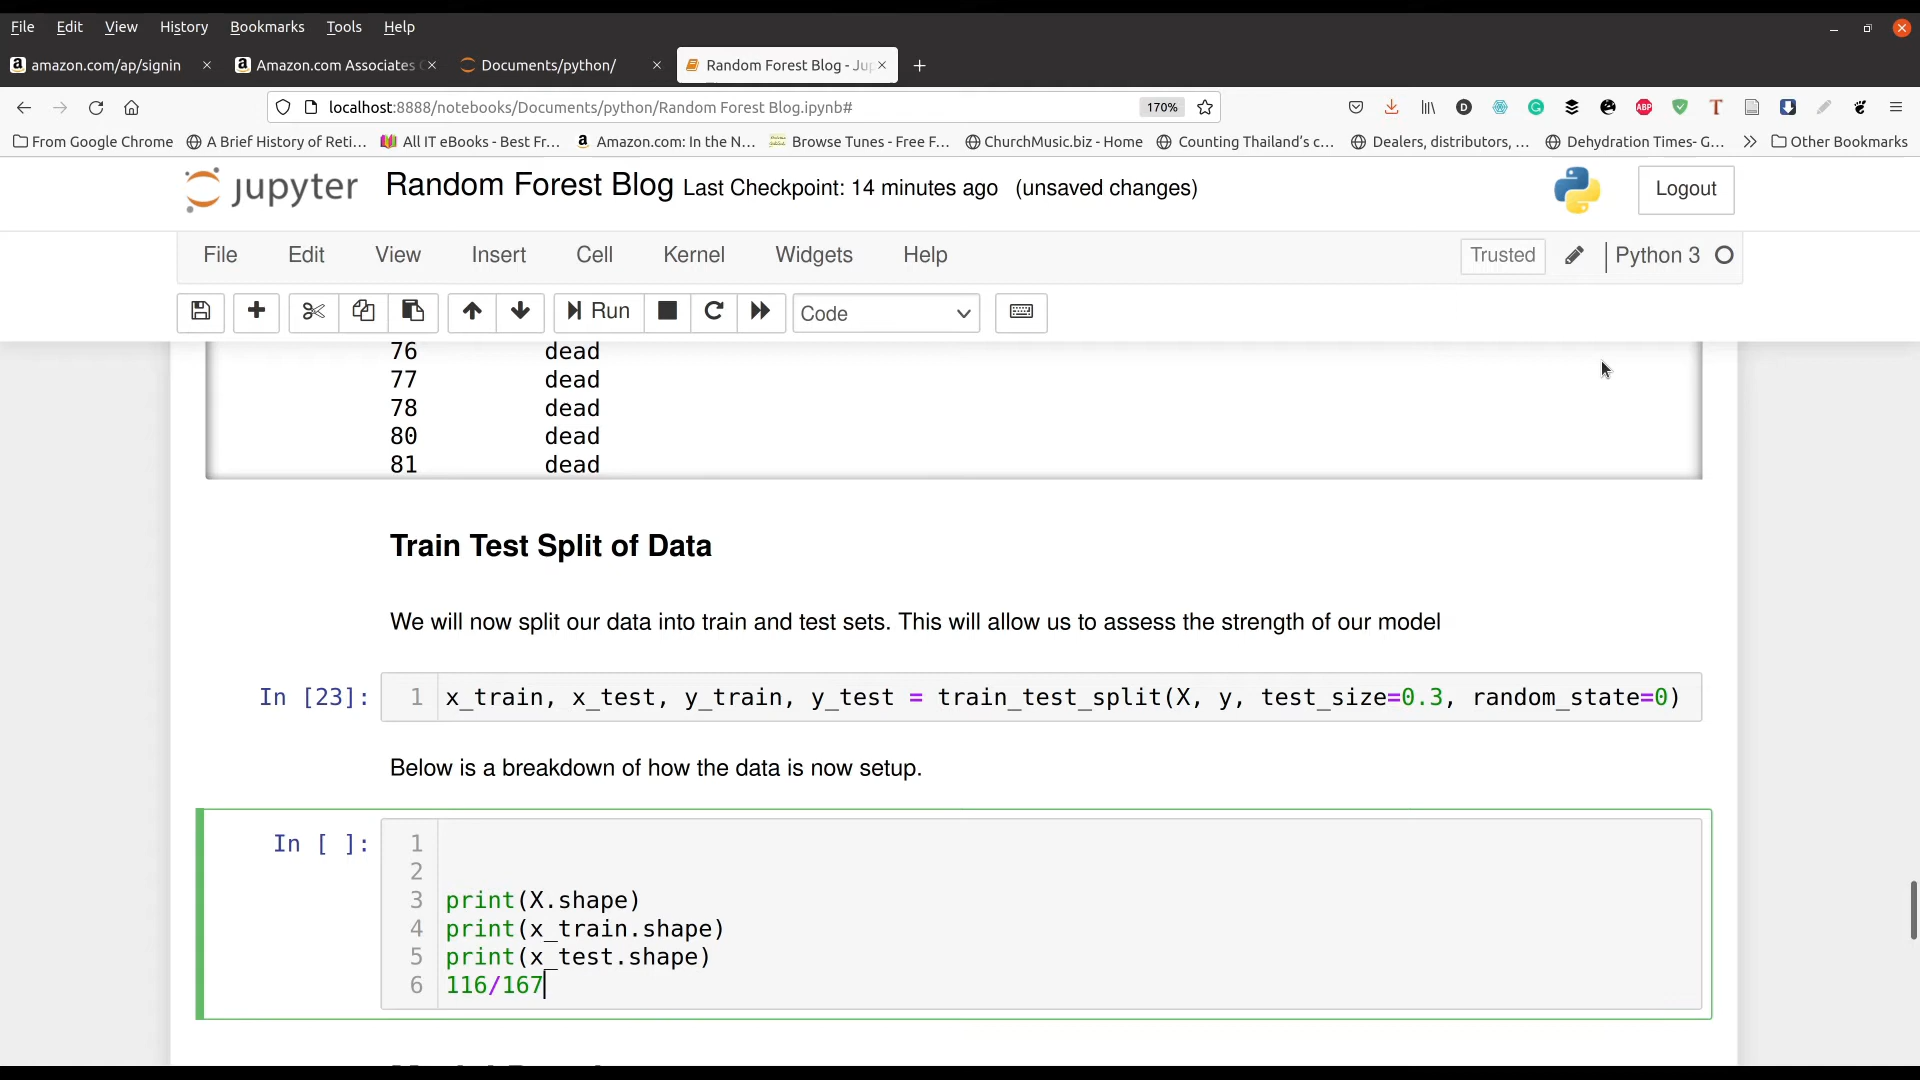 File Edit View History Bookmarks Tools Help
amazon.com/ap/signin Amazon.com Associates Documents/python/ Random Forest Blog - Ju
localhost:8888/notebooks/Documents/python/Random Forest Blog.ipynb# 170%
From Google Chrome A Brief History of Reti... All IT eBooks - Best Fr... Amazon.com: In the N... Browse Tunes - Free F... ChurchMusic.biz - Home Counting Thailand's c... Dealers, distributors, ... Dehydration Times- G... Other Bookmarks
jupyter Random Forest Blog Last Checkpoint: 14 minutes ago (unsaved changes) Logout
File Edit View Insert Cell Kernel Widgets Help Trusted Python 3
Run Code
76 dead
77 dead
78 dead
80 dead
81 dead
Train Test Split of Data
We will now split our data into train and test sets. This will allow us to assess the strength of our model
In [23]: 1 x_train, x_test, y_train, y_test = train_test_split(X, y, test_size=0.3, random_state=0)
Below is a breakdown of how the data is now setup.
In [ ]: 1
2
3 print(X.shape)
4 print(x_train.shape)
5 print(x_test.shape)
6 116/167